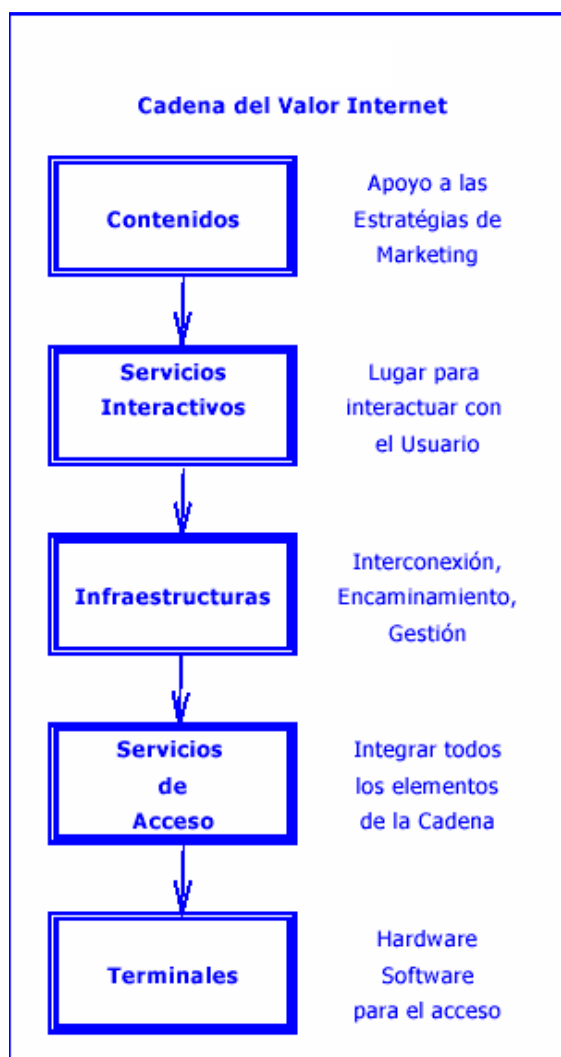 Cadena del Valor Internet
Contenidos
Apoyo a las
Estratégias de
Marketing
Servicios
Interactivos
Lugar para
interactuar con
el Usuario
Infraestructuras
Interconexión,
Encaminamiento,
Gestión
Servicios
de
Acceso
Integrar todos
los elementos
de la Cadena
Terminales
Hardware
Software
para el acceso